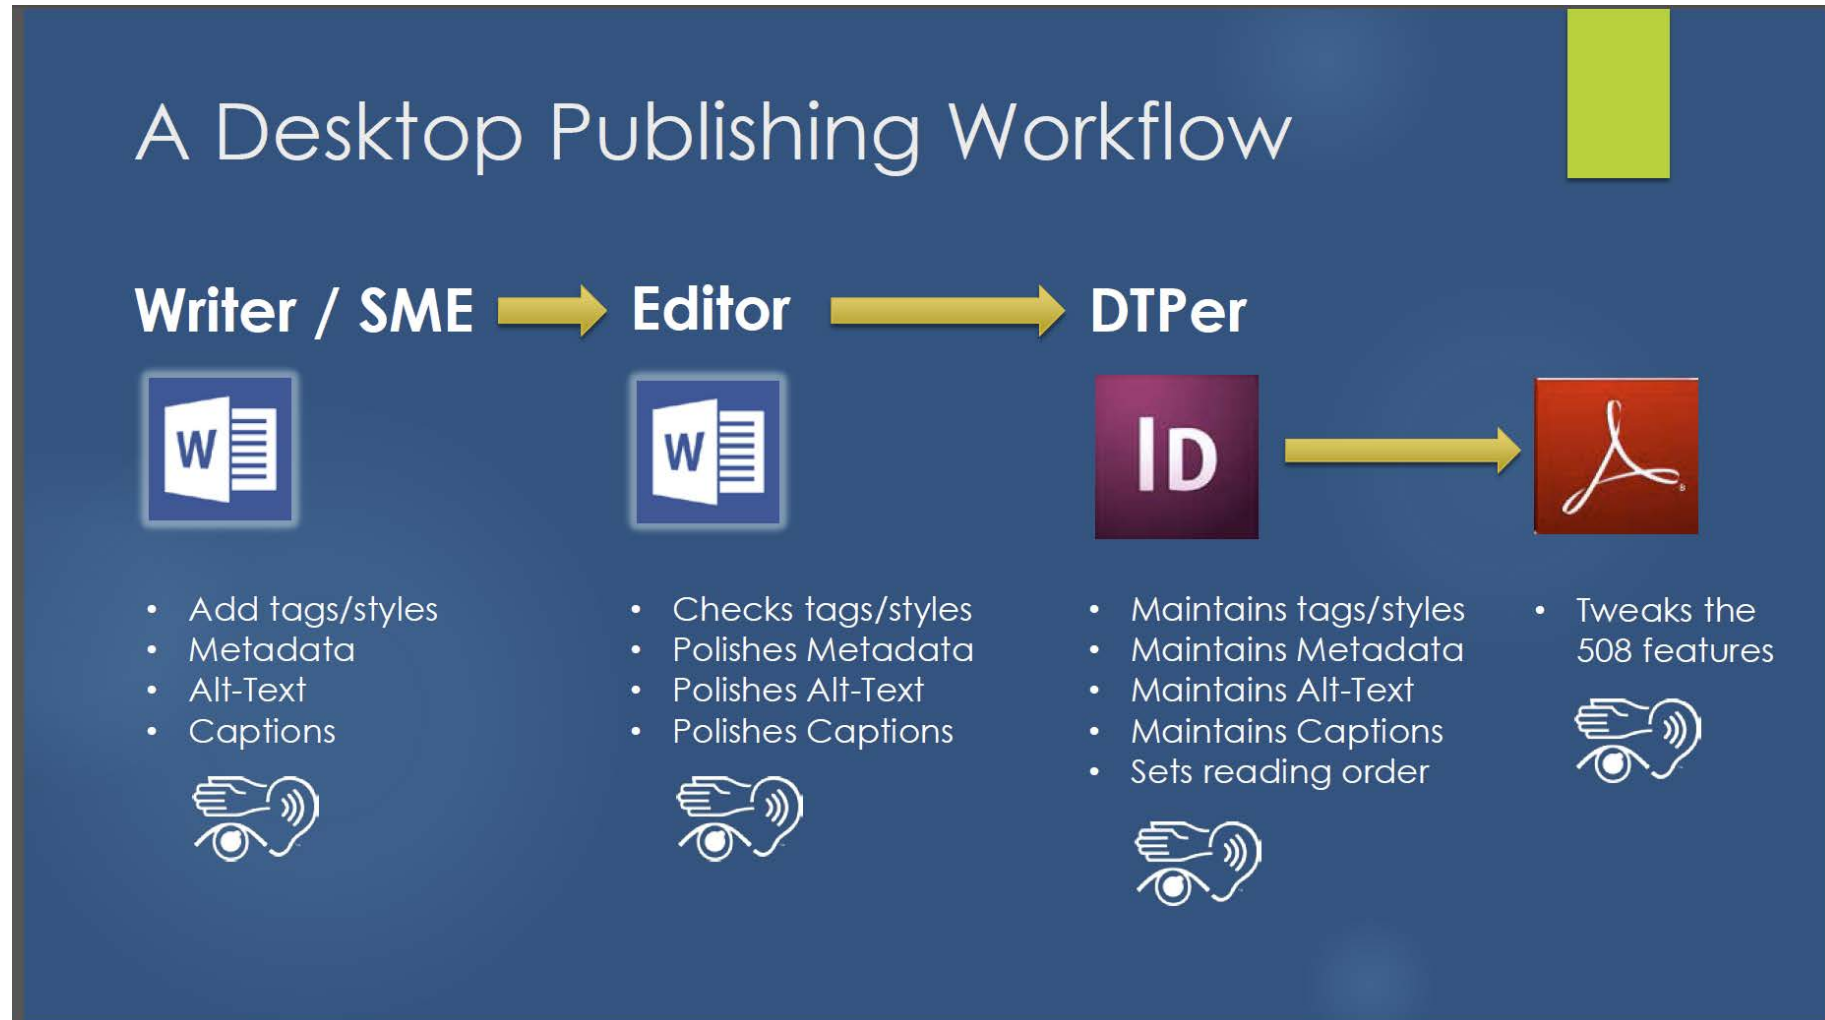 A Desktop Publishing Workflow
Writer / SME
Editor
DTPer
W
W
ID
• Add tags/styles
• Metadata
• Alt-Text
• Captions
• Checks tags/styles
• Polishes Metadata
• Polishes Alt-Text
• Polishes Captions
• Maintains tags/styles
• Maintains Metadata
• Maintains Alt-Text
• Maintains Captions
• Sets reading order
• Tweaks the
508 features